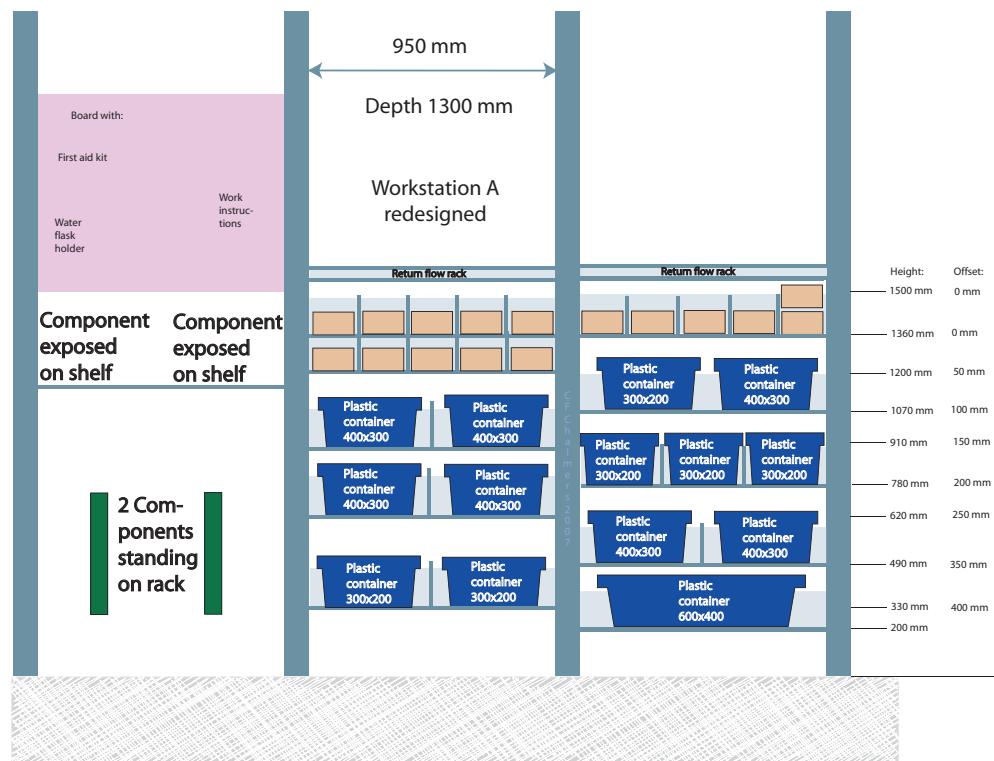 950 mm
Depth 1300 mm
Workstation A
redesigned
Board with:
First aid kit
Work
instruc-
tions
Water
flask
holder
Component
exposed
on shelf
Component
exposed
on shelf
2 Com-
ponents
standing
on rack
Return flow rack
Plastic
container
400x300
Plastic
container
400x300
Plastic
container
400x300
Plastic
container
400x300
Plastic
container
300x200
Plastic
container
300x200
CFChalmers2007
Return flow rack
Plastic
container
300x200
Plastic
container
400x300
Plastic
container
300x200
Plastic
container
300x200
Plastic
container
300x200
Plastic
container
400x300
Plastic
container
400x300
Plastic
container
600x400
Height: Offset:
1500 mm 0 mm
1360 mm 0 mm
1200 mm 50 mm
1070 mm 100 mm
910 mm 150 mm
780 mm 200 mm
620 mm 250 mm
490 mm 350 mm
330 mm 400 mm
200 mm